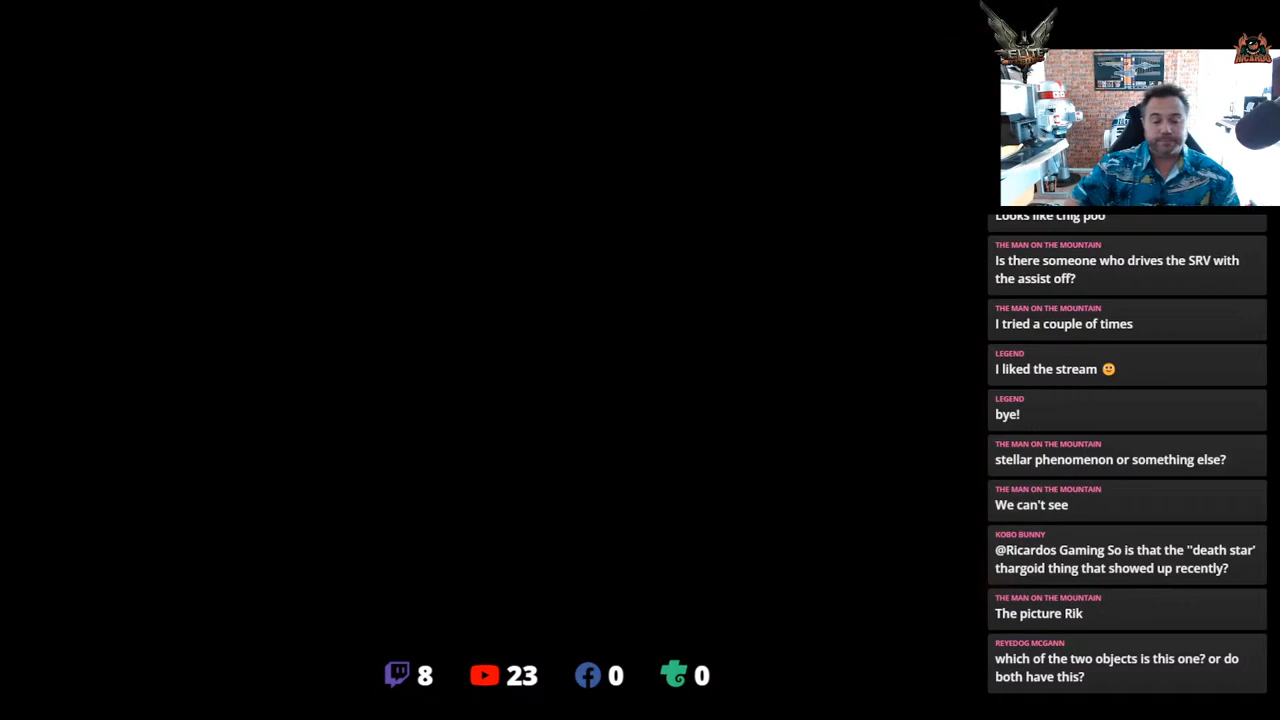 ELITE
RICARDO
Looks like chig poo
THE MAN ON THE MOUNTAIN
Is there someone who drives the SRV with
the assist off?
THE MAN ON THE MOUNTAIN
I tried a couple of times
LEGEND
I liked the stream 🙂
LEGEND
bye!
THE MAN ON THE MOUNTAIN
stellar phenomenon or something else?
THE MAN ON THE MOUNTAIN
We can't see
KOBO BUNNY
@Ricardos Gaming So is that the "death star'
thargoid thing that showed up recently?
THE MAN ON THE MOUNTAIN
The picture Rik
REYEDOG MCGANN
which of the two objects is this one? or do
both have this?
8 23 0 0